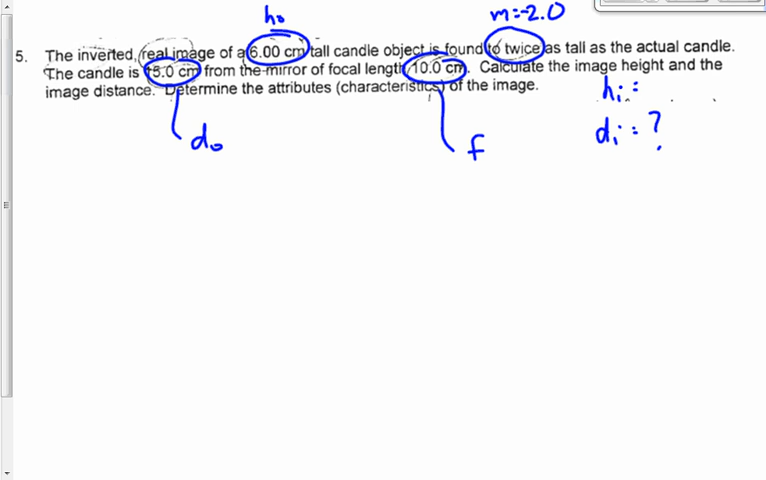 hₒ
m=-2.0
5. The inverted, real image of a 6.00 cm tall candle object is found to twice as tall as the actual candle.
The candle is 15.0 cm from the mirror of focal length 10.0 cm. Calculate the image height and the
image distance. Determine the attributes (characteristics) of the image.
hᵢ =
dᵢ = ?
dₒ
f